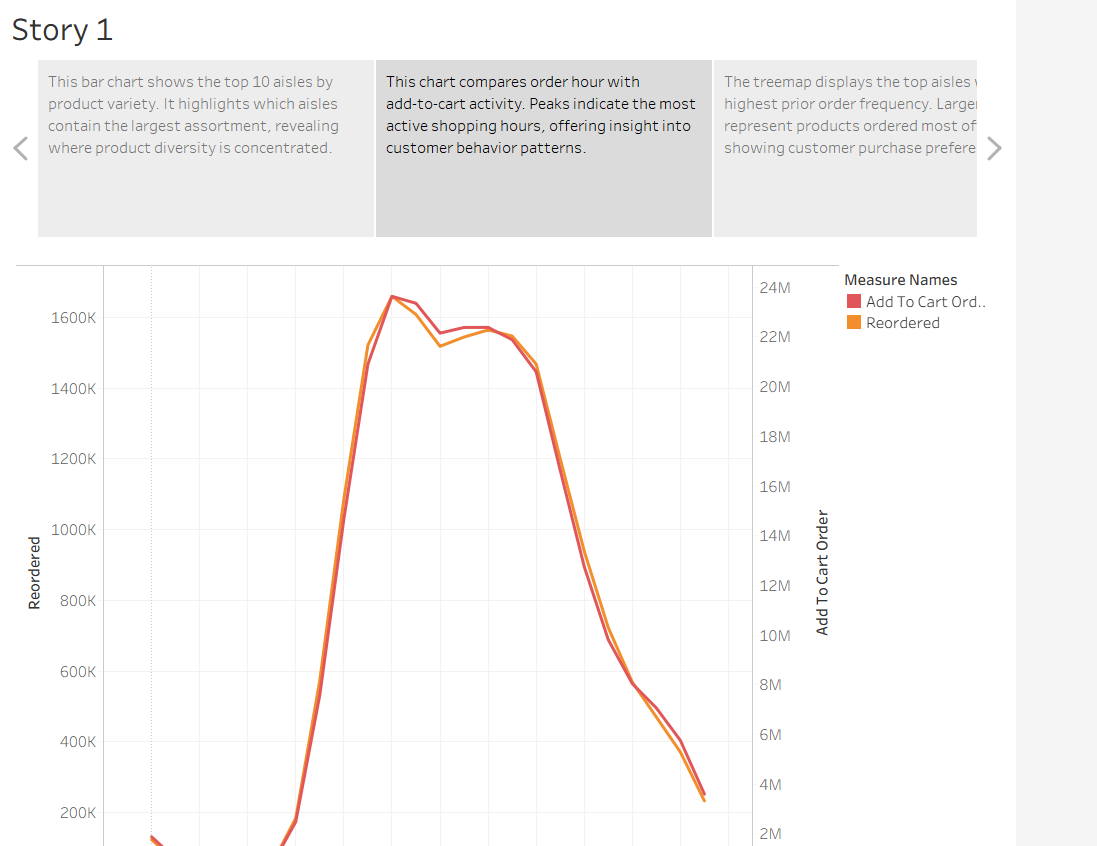 Story 1
This bar chart shows the top 10 aisles by
product variety. It highlights which aisles
contain the largest assortment, revealing
where product diversity is concentrated.
This chart compares order hour with
add-to-cart activity. Peaks indicate the most
active shopping hours, offering insight into
customer behavior patterns.
The treemap displays the top aisles
highest prior order frequency. Larger
represent products ordered most of
showing customer purchase prefere
Reordered
1600K
1400K
1200K
1000K
800K
600K
400K
200K
24M
22M
20M
18M
16M
14M
12M
10M
8M
6M
4M
2M
Add To Cart Order
Measure Names
Add To Cart Ord..
Reordered